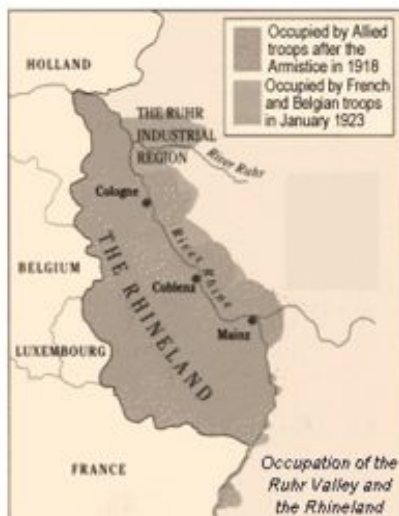 Occupied by Allied
troops after the
Armistice in 1918
Occupied by French
and Belgian troops
in January 1923
HOLLAND
THE RUHR
INDUSTRIAL
REGION
River Ruhr
Cologne
River Rhine
BELGIUM
THE RHINELAND
Coblenz
Mainz
LUXEMBOURG
FRANCE
Occupation of the
Ruhr Valley and
the Rhineland